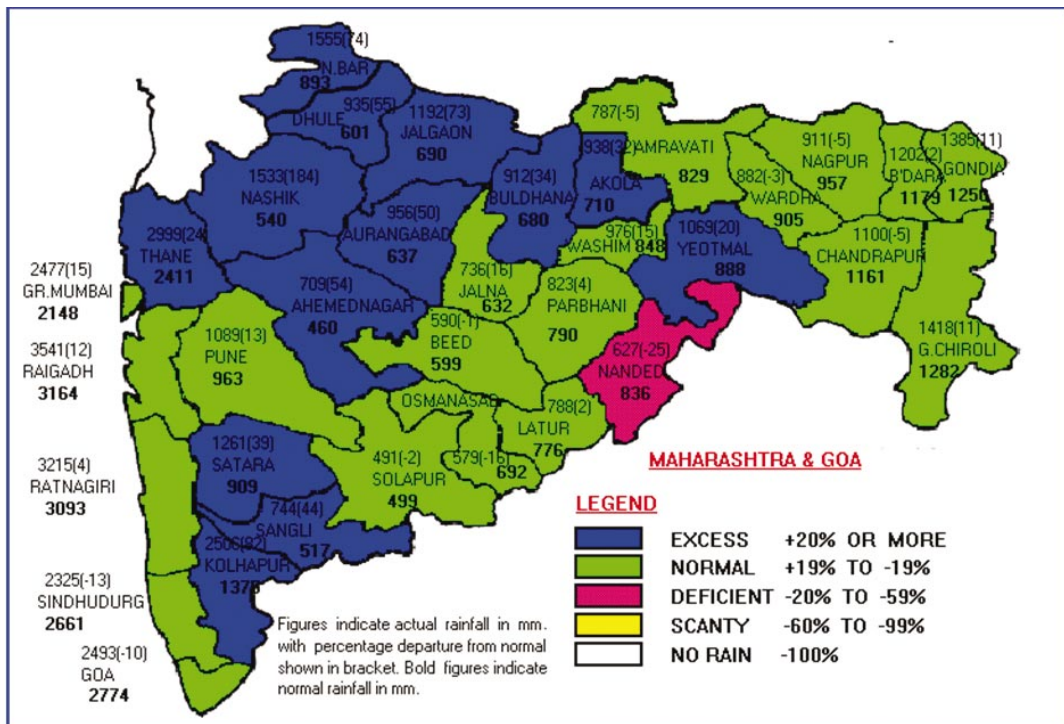 1555(74)
N.BAR
893
935(55)
DHULE
601
1192(73)
JALGAON
690
1533(184)
NASHIK
540
912(34)
BULDHANA
680
938(32)
AKOLA
710
787(-5)
AMRAVATI
829
911(-5)
NAGPUR
957
1202(2)
B'DARA
1179
1385(11)
GONDIA
1256
882(-3)
WARDHA
905
956(50)
AURANGABAD
637
976(15)
WASHIM 848
1069(20)
YEOTMAL
888
1100(-5)
CHANDRAPUR
1161
2999(24
THANE
2411
2477(15)
GR.MUMBAI
2148
709(54)
AHEMEDNAGAR
460
736(16)
JALNA
632
823(4)
PARBHANI
790
1418(11)
G.CHIROLI
1282
3541(12)
RAIGADH
3164
1089(13)
PUNE
963
590(-1)
BEED
599
627(-25)
NANDED
836
OSMANASAB
579(-16)
692
788(2)
LATUR
776
3215(4)
RATNAGIRI
3093
1261(39)
SATARA
909
491(-2)
SOLAPUR
499
744(44)
SANGLI
517
2506(82)
KOLHAPUR
1375
2325(-13)
SINDHUDURG
2661
2493(-10)
GOA
2774
Figures indicate actual rainfall in mm.
with percentage departure from normal
shown in bracket. Bold figures indicate
normal rainfall in mm.
MAHARASHTRA & GOA
LEGEND
EXCESS +20% OR MORE
NORMAL +19% TO -19%
DEFICIENT -20% TO -59%
SCANTY -60% TO -99%
NO RAIN -100%